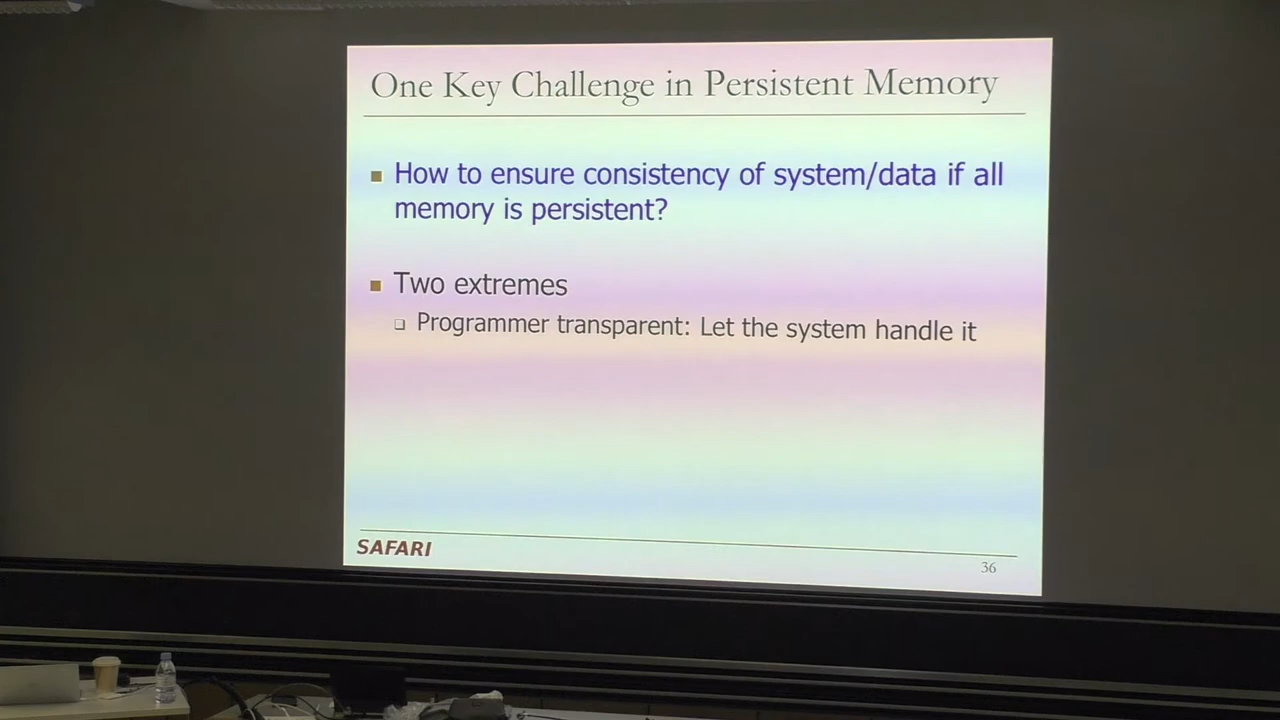 One Key Challenge in Persistent Memory
How to ensure consistency of system/data if all
memory is persistent?
Two extremes
Programmer transparent: Let the system handle it
SAFARI
36